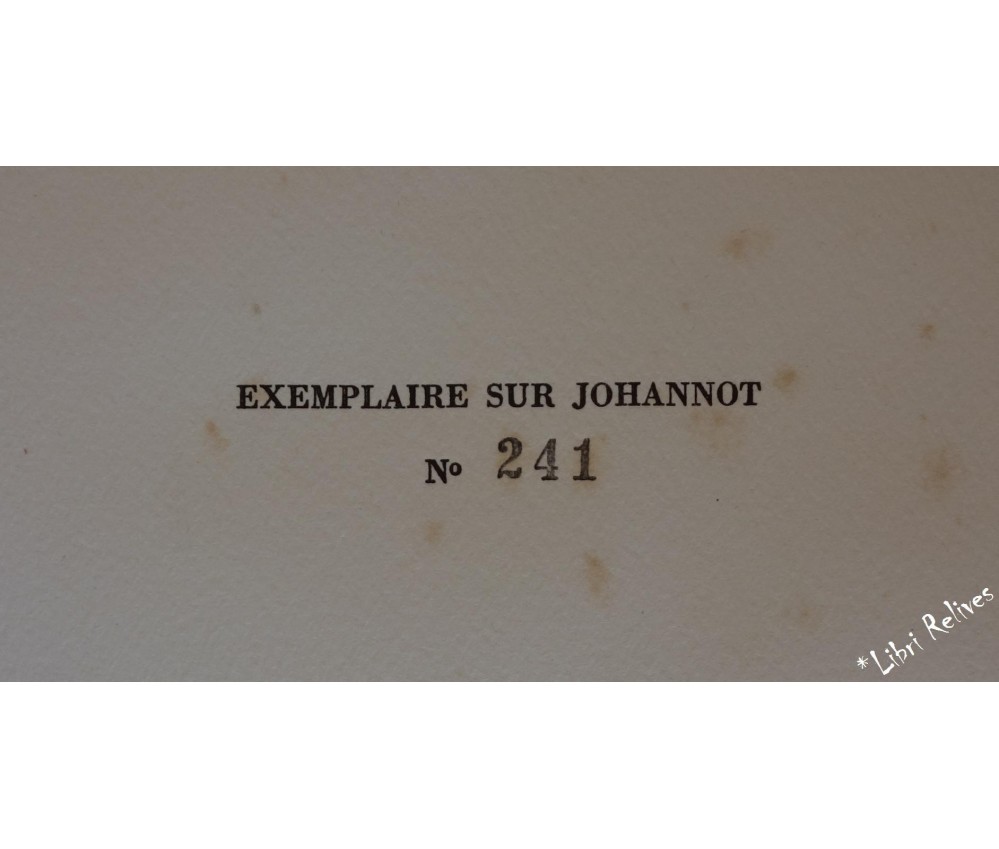 EXEMPLAIRE SUR JOHANNOT
Nº 241
*Libri Relives